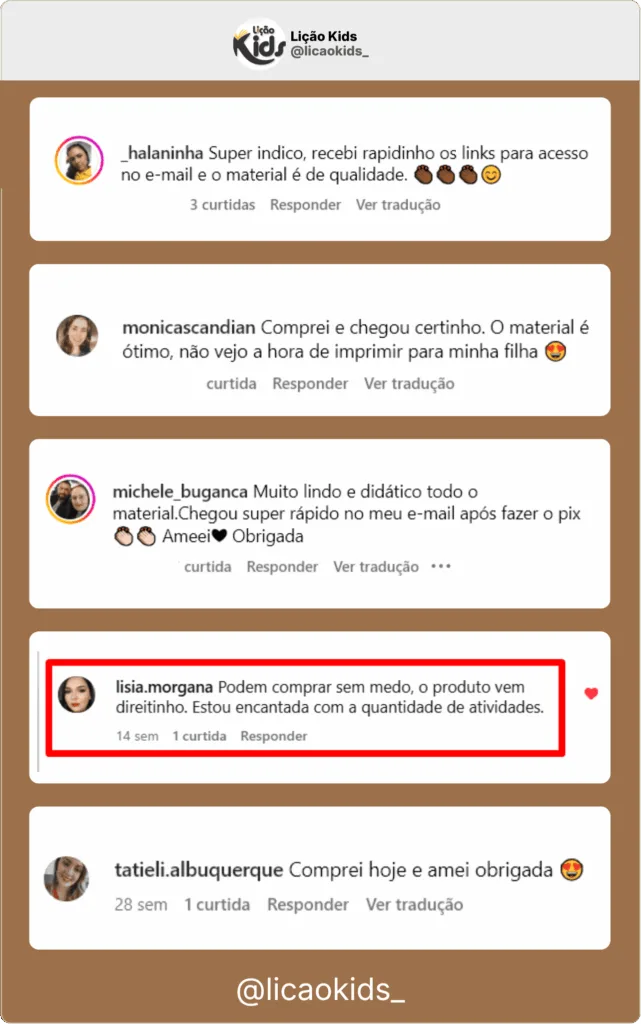 Lição
Kids
Lição Kids
@licaokids_
_halaninha Super indico, recebi rapidinho os links para acesso
no e-mail e o material é de qualidade. 👏🏾👏🏾👏🏾😊
3 curtidas Responder Ver tradução
monicascandian Comprei e chegou certinho. O material é
ótimo, não vejo a hora de imprimir para minha filha 😍
curtida Responder Ver tradução
michele_buganca Muito lindo e didático todo o
material.Chegou super rápido no meu e-mail após fazer o pix
👏🏻👏🏻 Ameei🖤 Obrigada
curtida Responder Ver tradução •••
lisia.morgana Podem comprar sem medo, o produto vem
direitinho. Estou encantada com a quantidade de atividades.
14 sem 1 curtida Responder
tatieli.albuquerque Comprei hoje e amei obrigada 😍
28 sem 1 curtida Responder Ver tradução
@licaokids_